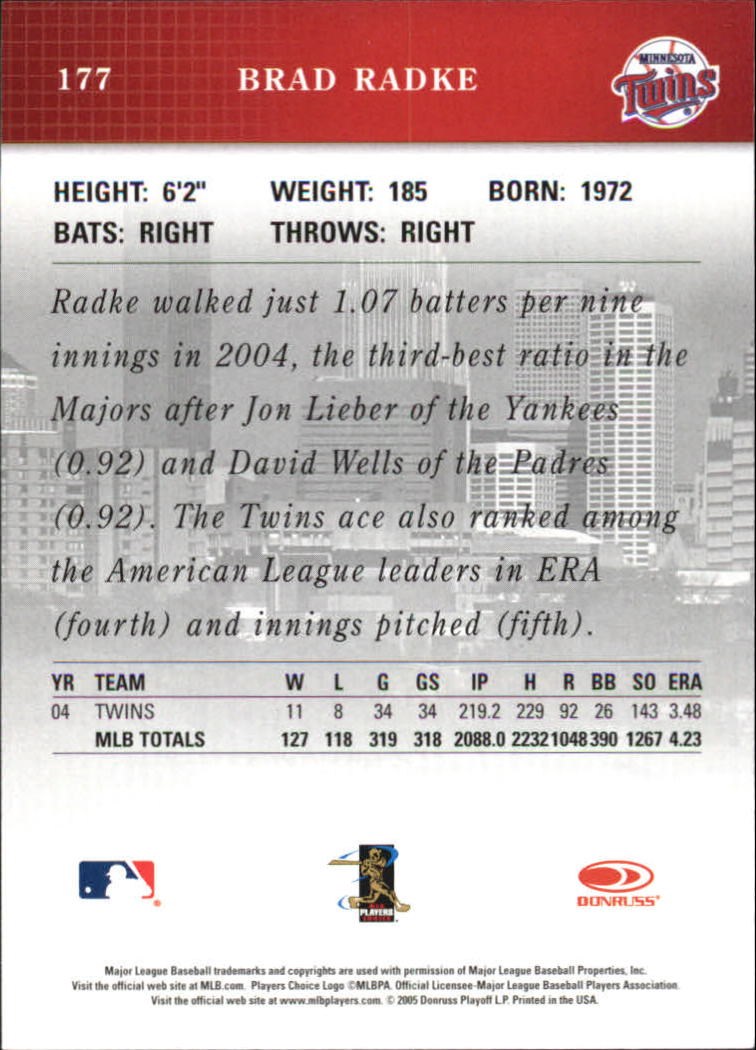 177 BRAD RADKE MINNESOTA Twins
HEIGHT: 6'2" WEIGHT: 185 BORN: 1972
BATS: RIGHT THROWS: RIGHT
Radke walked just 1.07 batters per nine
innings in 2004, the third-best ratio in the
Majors after Jon Lieber of the Yankees
(0.92) and David Wells of the Padres
(0.92). The Twins ace also ranked among
the American League leaders in ERA
(fourth) and innings pitched (fifth).
YR TEAM W L G GS IP H R BB SO ERA
04 TWINS 11 8 34 34 219.2 229 92 26 143 3.48
MLB TOTALS 127 118 319 318 2088.0 2232 1048 390 1267 4.23
PLAYERS
CHOICE
DONRUSS®
Major League Baseball trademarks and copyrights are used with permission of Major League Baseball Properties, Inc.
Visit the official web site at MLB.com. Players Choice Logo ©MLBPA. Official Licensee-Major League Baseball Players Association.
Visit the official web site at www.mlbplayers.com. © 2005 Donruss Playoff L.P. Printed in the USA.